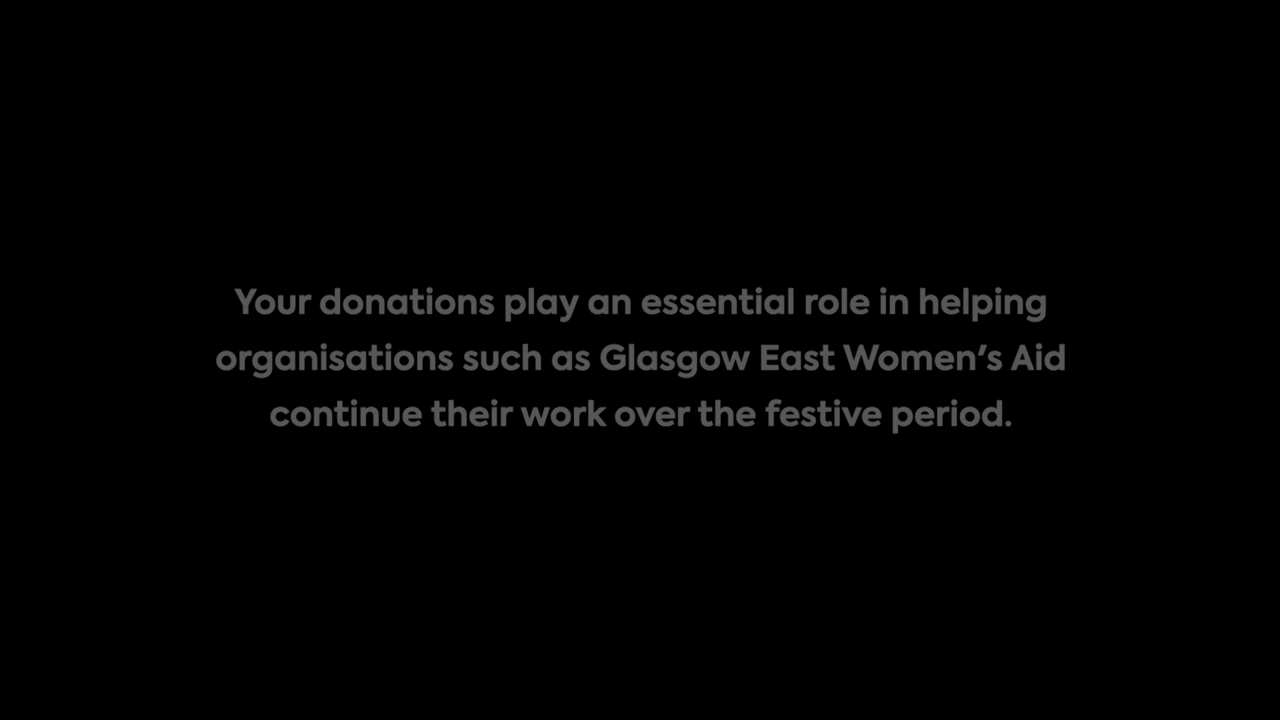 Your donations play an essential role in helping
organisations such as Glasgow East Women's Aid
continue their work over the festive period.